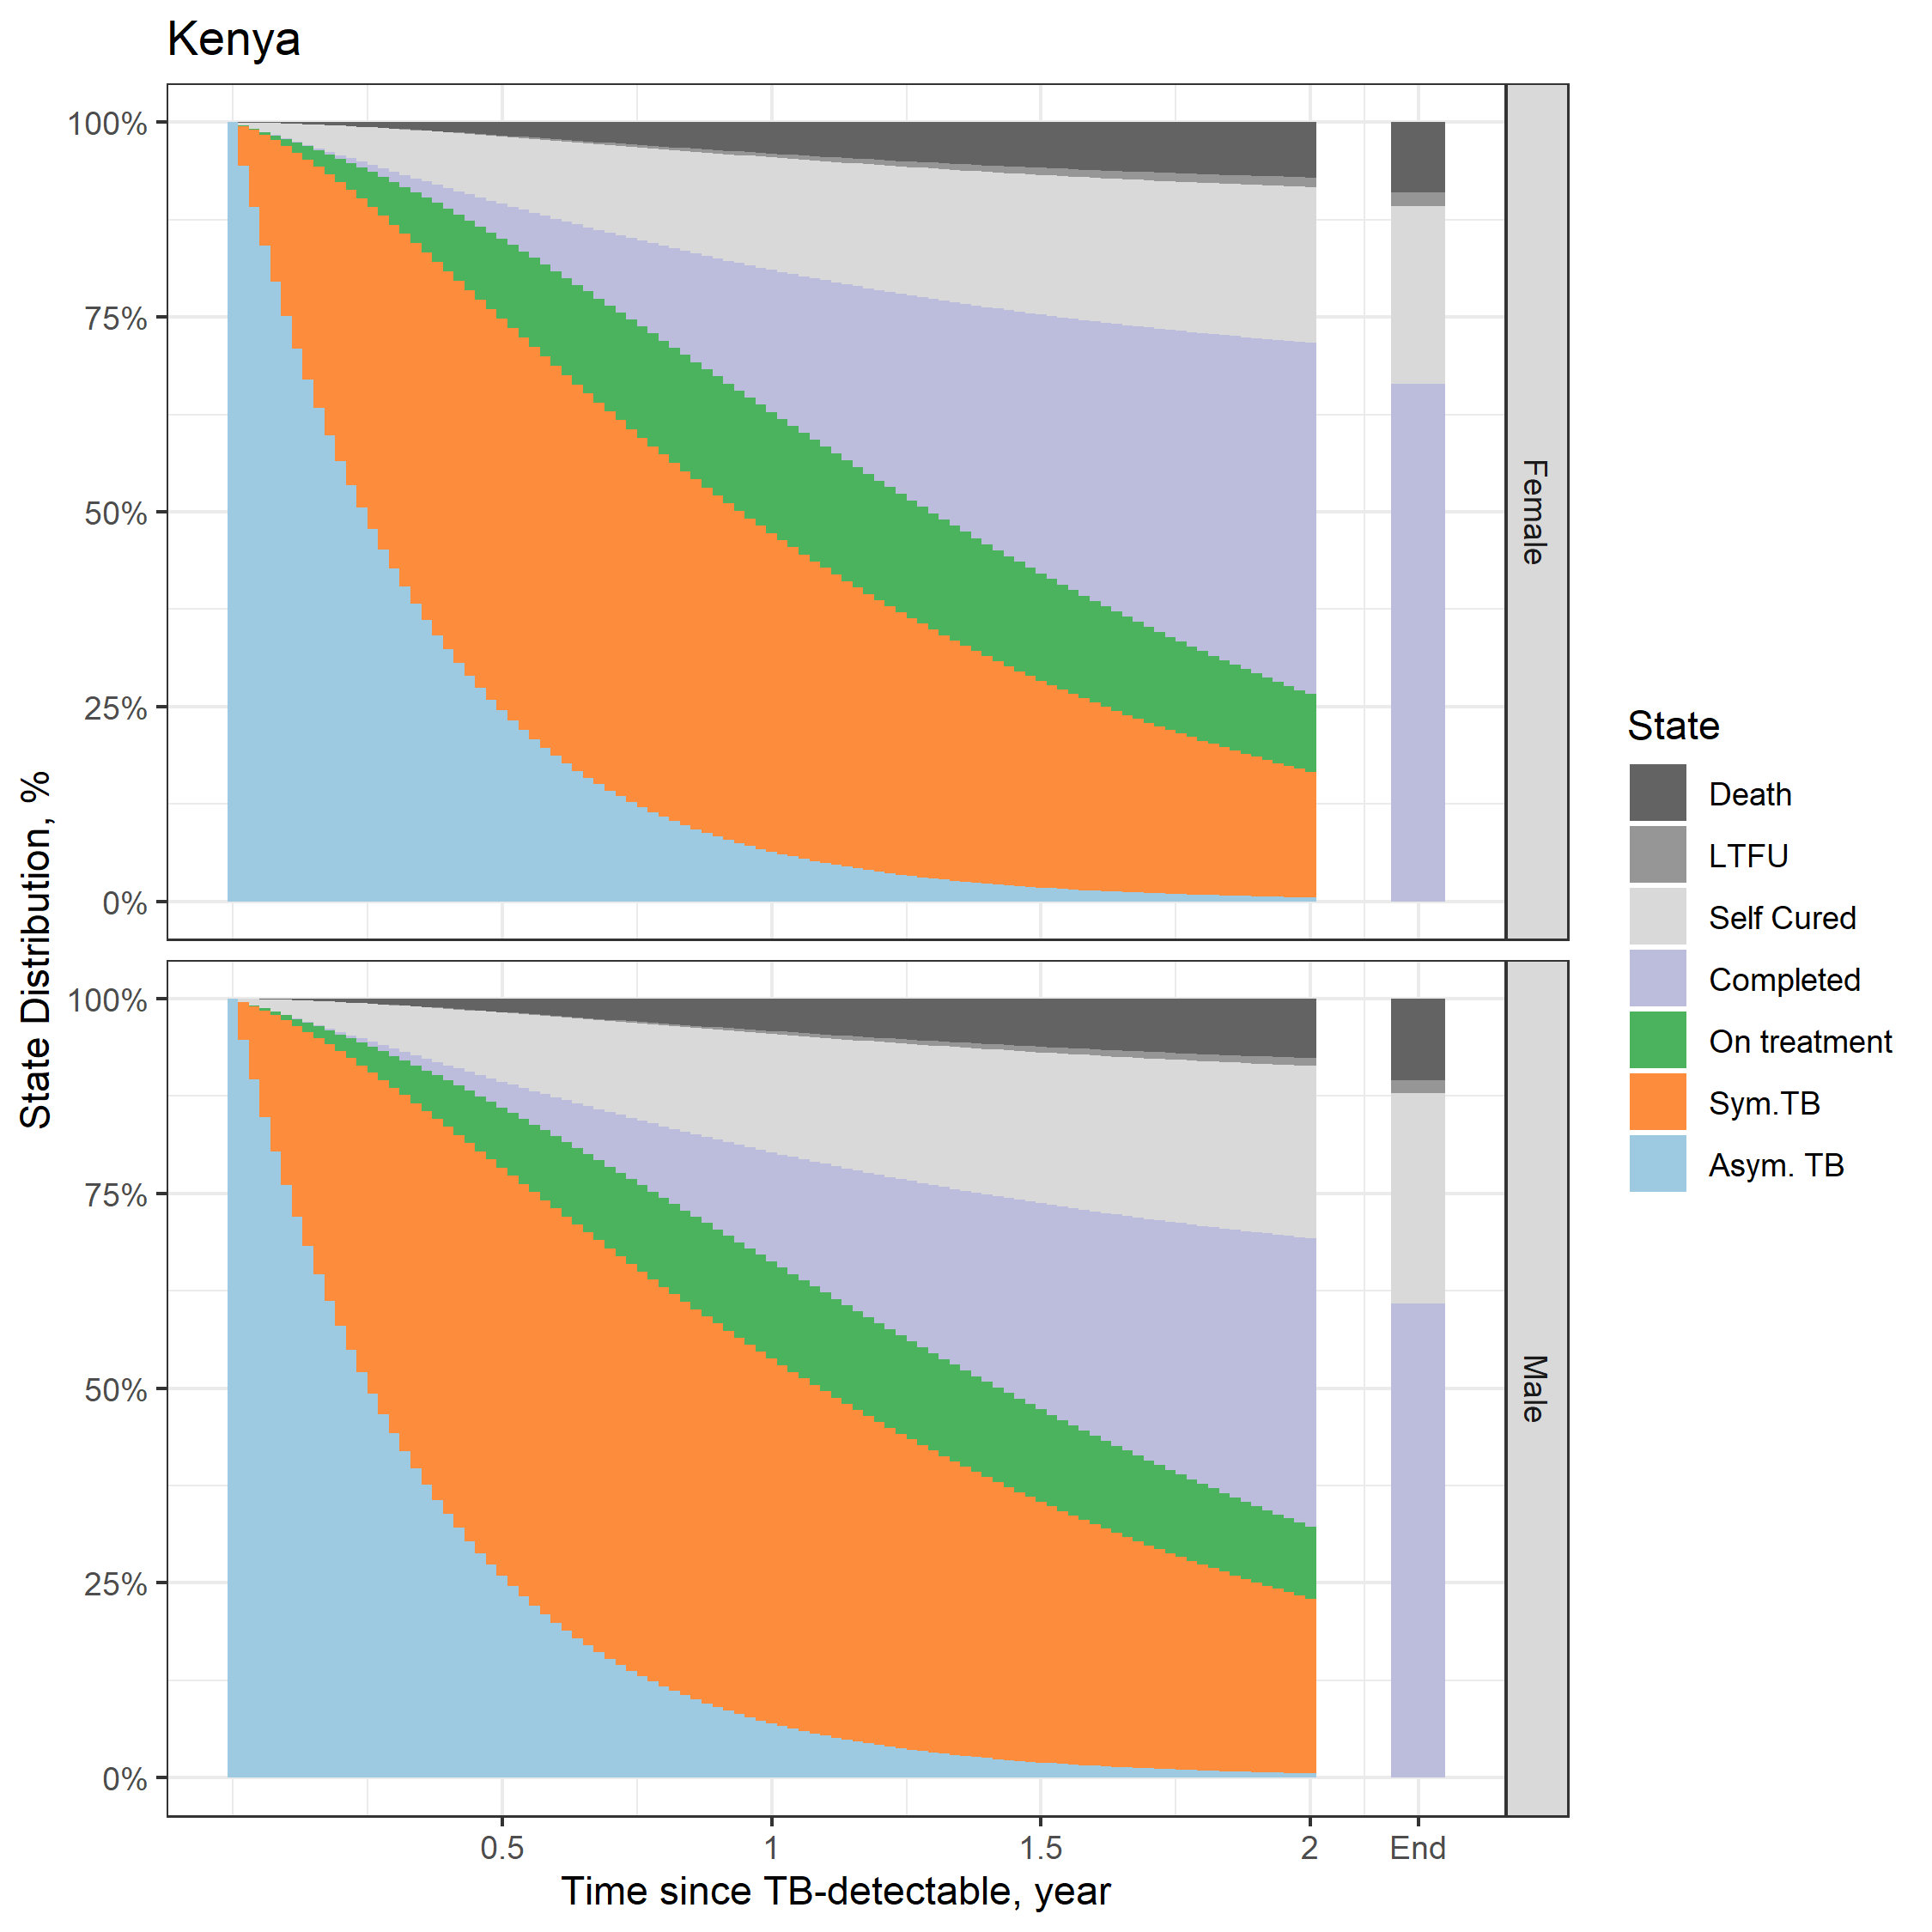 Kenya
State Distribution, %
100%
75%
50%
25%
0%
Female
100%
75%
50%
25%
0%
Male
0.5
1
1.5
2
End
Time since TB-detectable, year
State
Death
LTFU
Self Cured
Completed
On treatment
Sym.TB
Asym. TB